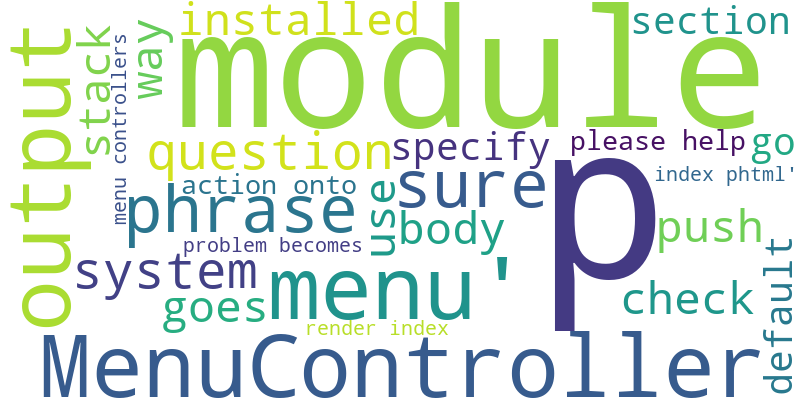 installed
section
module
output
stack
menu controllers
way
question
specify
please help
go
phrase
action onto
use
sure
p
index phtml'
body
push
problem becomes
system
goes
menu'
check
default
render index
MenuController